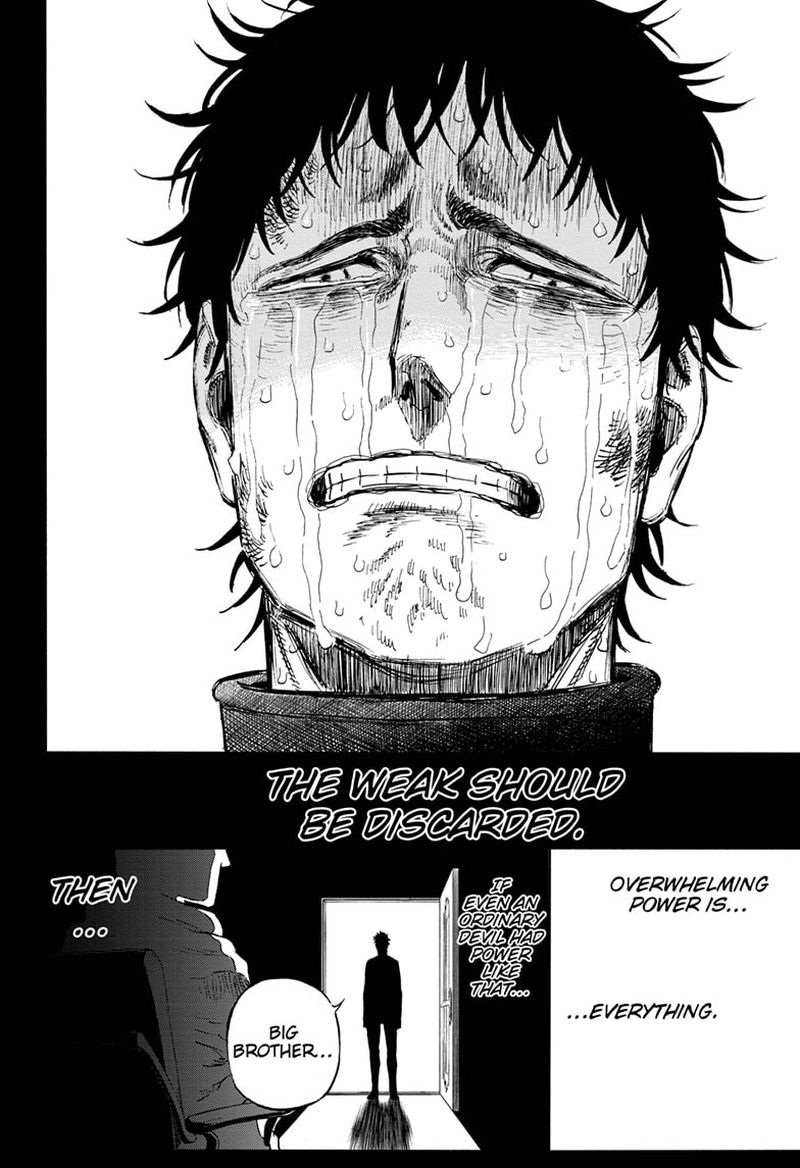 THE WEAK SHOULD
BE DISCARDED.
OVERWHELMING
POWER IS...
...EVERYTHING.
IF
EVEN AN
ORDINARY
DEVIL HAD
POWER
LIKE
THAT...
BIG
BROTHER...
THEN
...